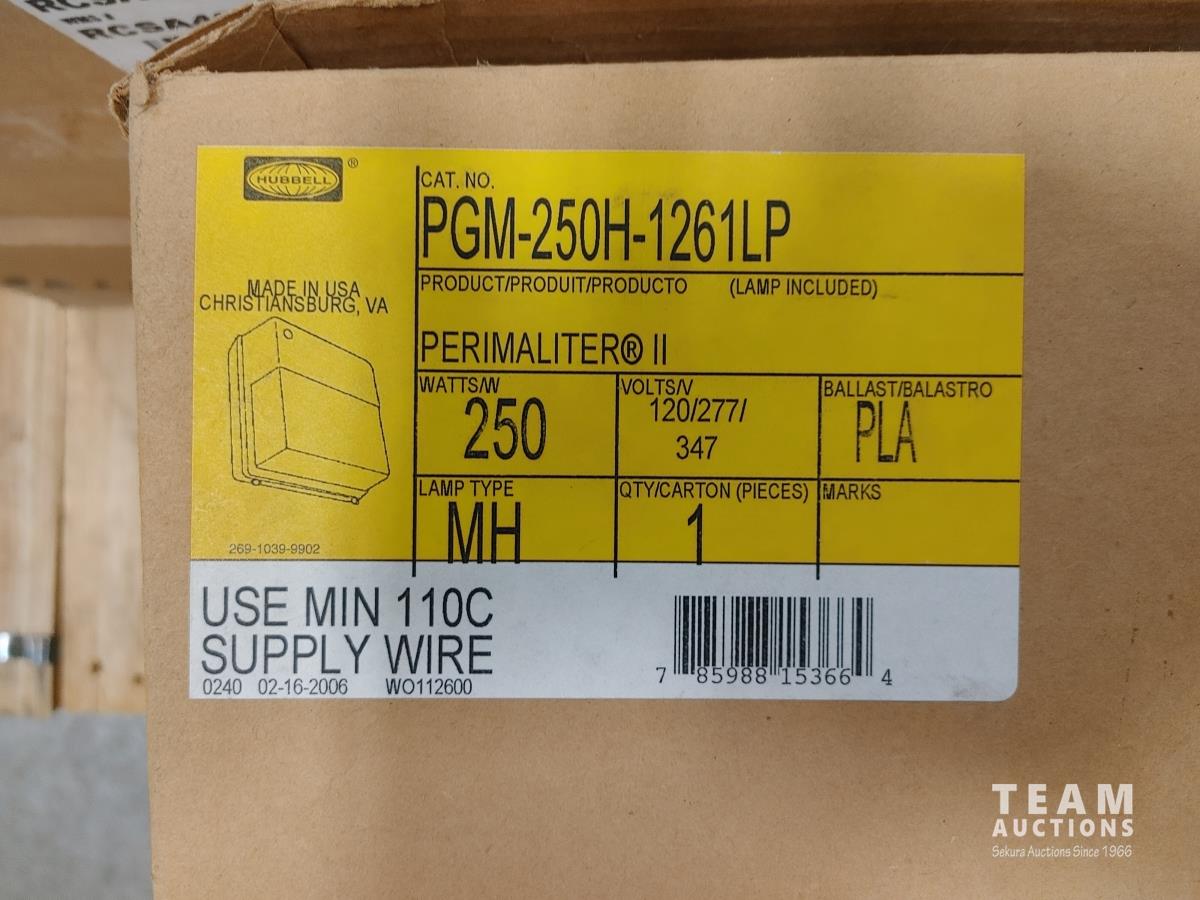 HUBBELL ®
MADE IN USA
CHRISTIANSBURG, VA
269-1039-9902
CAT. NO.
PGM-250H-1261LP
PRODUCT/PRODUIT/PRODUCTO (LAMP INCLUDED)
PERIMALITER® II
WATTS/W
250
VOLTS/V
120/277/
347
BALLAST/BALASTRO
PLA
LAMP TYPE
MH
QTY/CARTON (PIECES)
1
MARKS
USE MIN 110C
SUPPLY WIRE
0240 02-16-2006 WO112600
7 85988 15366 4
TEAM
AUCTIONS
Sekura Auctions Since 1966